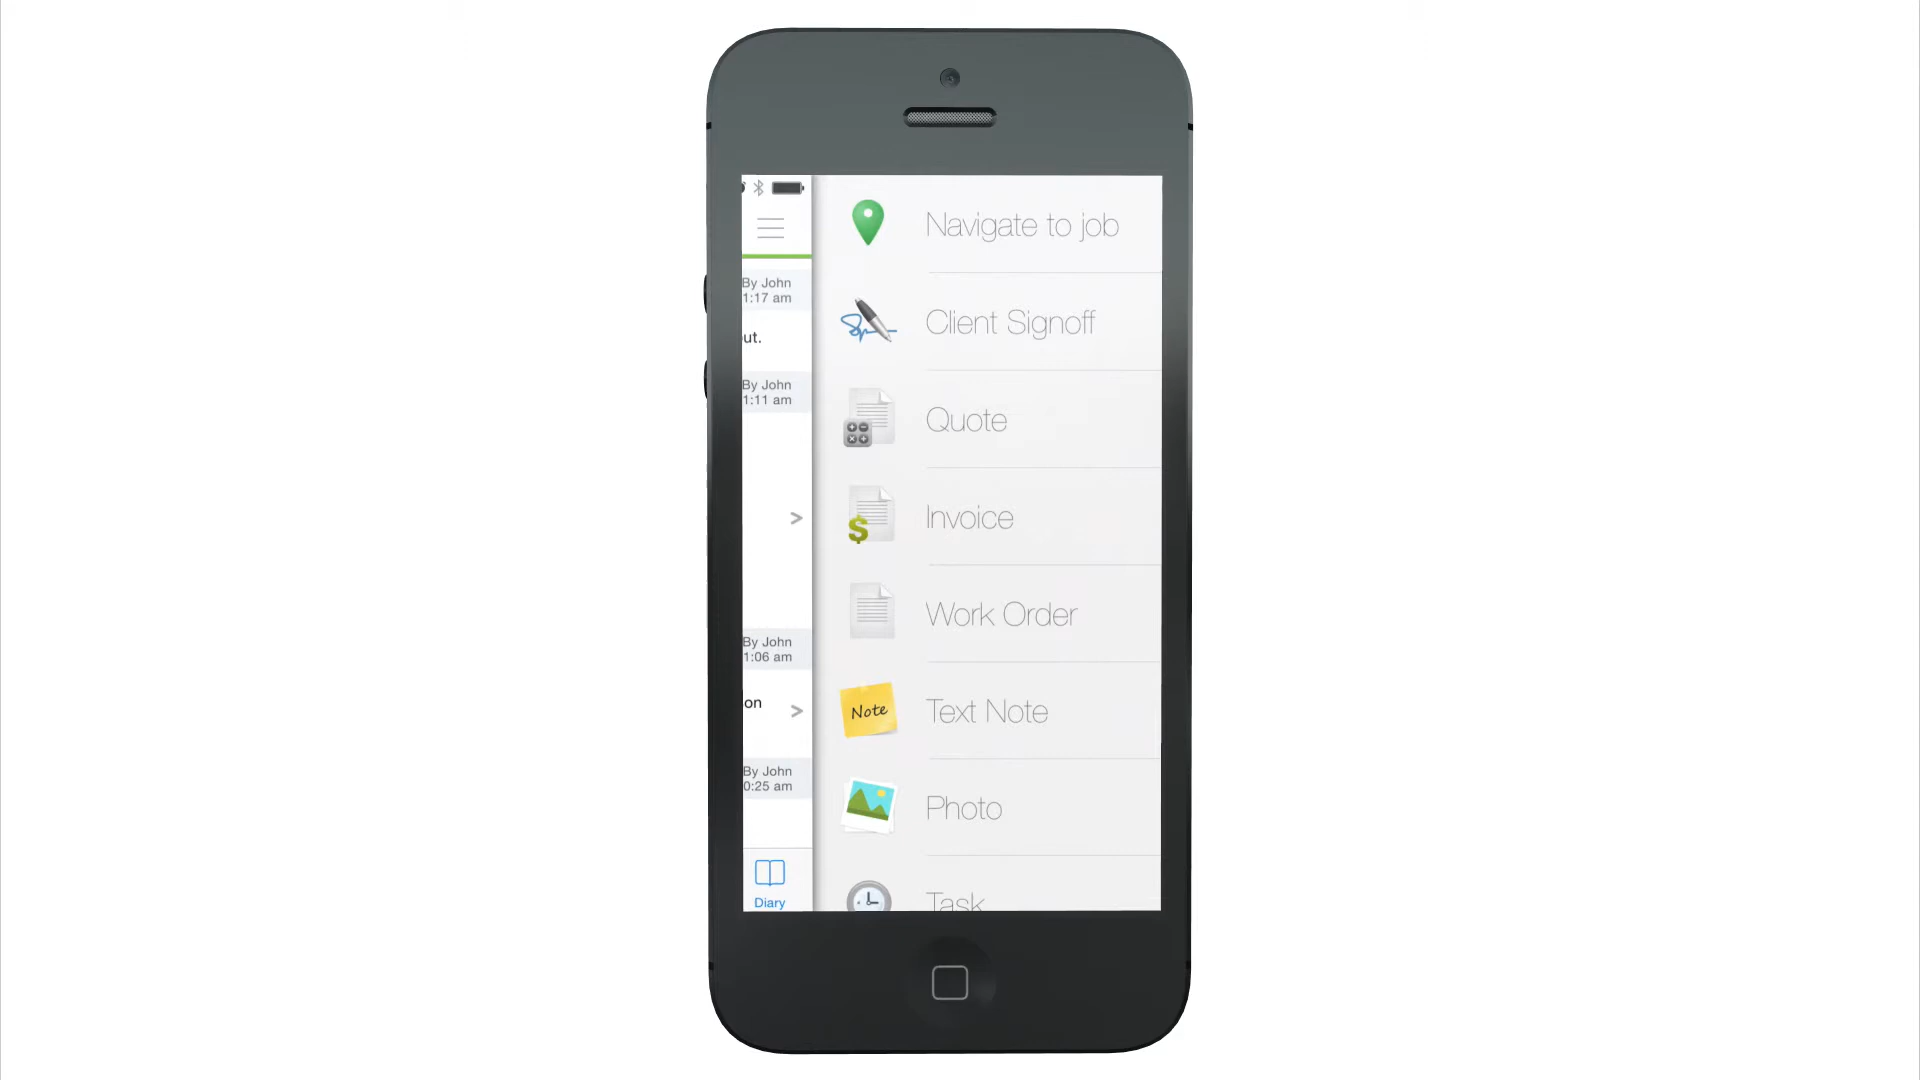 By John
1:17 am
ut.
By John
1:11 am
By John
1:06 am
on
By John
0:25 am
Diary
Navigate to job
Client Signoff
Quote
Invoice
Work Order
Note
Text Note
Photo
Task